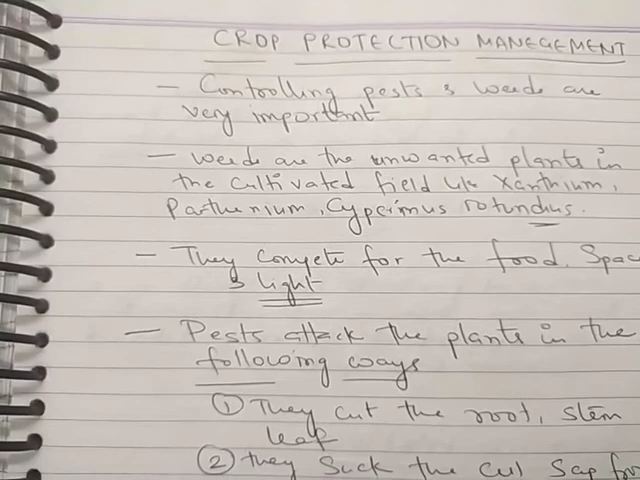 CROP PROTECTION MANEGEMENT
— Controlling pests & weeds are
very important
— weeds are the unwanted plants in
the cultivated field like Xanthium,
Parthenium, Cyperinus rotundus.
— They compete for the food. Spac
& light
— Pests attack the plants in the
following ways
① They cut the root, stem
leaf
② they suck the cell sap from